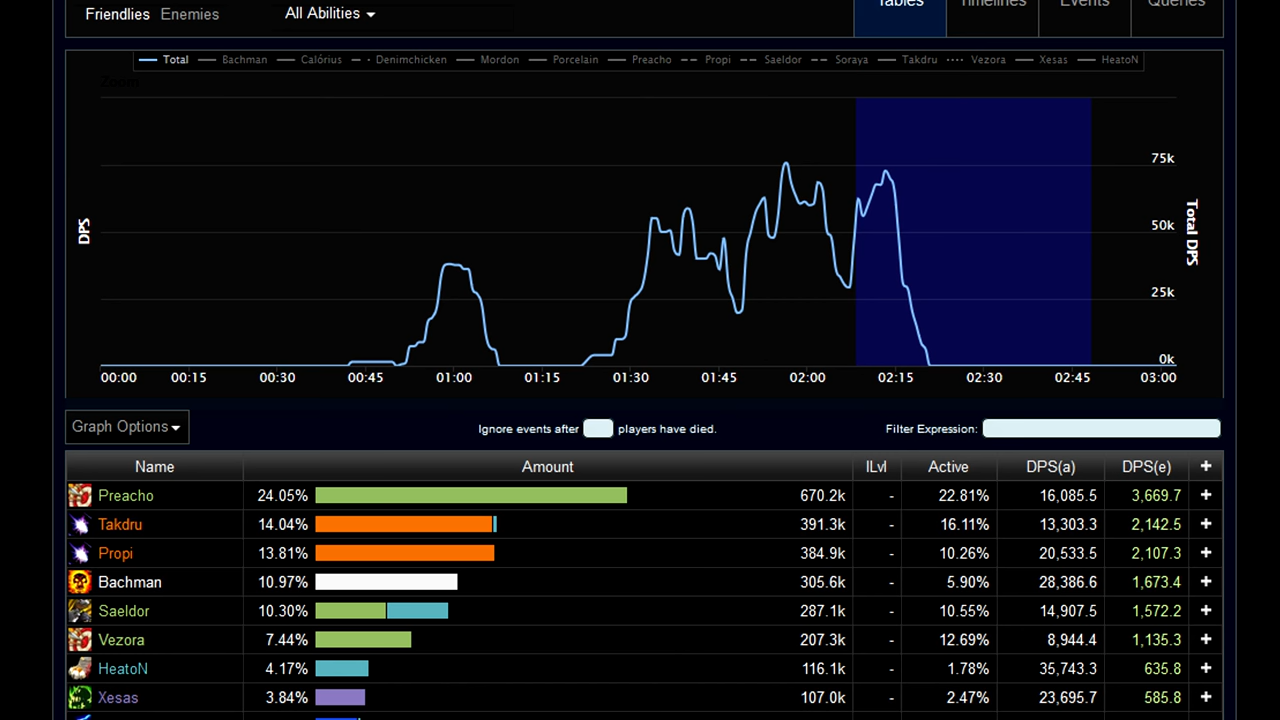 Friendlies Enemies All Abilities Tables Timelines Events Queries
Total Bachman Calórius Denimchicken Mordon Porcelain Preacho Propi Saeldor Soraya Takdru Vezora Xesas HeatoN
Zoom
75k
50k
25k
0k
DPS
Total DPS
00:00 00:15 00:30 00:45 01:00 01:15 01:30 01:45 02:00 02:15 02:30 02:45 03:00
Graph Options Ignore events after players have died. Filter Expression:
Name Amount ILvl Active DPS(a) DPS(e) +
Preacho 24.05% 670.2k - 22.81% 16,085.5 3,669.7 +
Takdru 14.04% 391.3k - 16.11% 13,303.3 2,142.5 +
Propi 13.81% 384.9k - 10.26% 20,533.5 2,107.3 +
Bachman 10.97% 305.6k - 5.90% 28,386.6 1,673.4 +
Saeldor 10.30% 287.1k - 10.55% 14,907.5 1,572.2 +
Vezora 7.44% 207.3k - 12.69% 8,944.4 1,135.3 +
HeatoN 4.17% 116.1k - 1.78% 35,743.3 635.8 +
Xesas 3.84% 107.0k - 2.47% 23,695.7 585.8 +